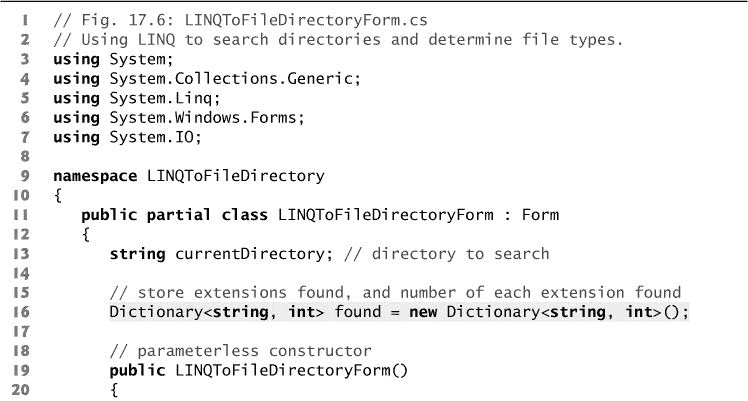 1 // Fig. 17.6: LINQToFileDirectoryForm.cs
2 // Using LINQ to search directories and determine file types.
3 using System;
4 using System.Collections.Generic;
5 using System.Linq;
6 using System.Windows.Forms;
7 using System.IO;
8
9 namespace LINQToFileDirectory
10 {
11 public partial class LINQToFileDirectoryForm : Form
12 {
13 string currentDirectory; // directory to search
14
15 // store extensions found, and number of each extension found
16 Dictionary<string, int> found = new Dictionary<string, int>();
17
18 // parameterless constructor
19 public LINQToFileDirectoryForm()
20 {